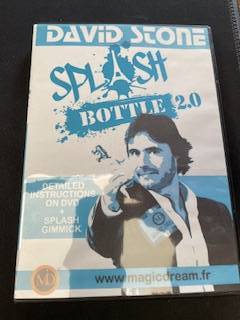 DAVID STONE
SPLASH
BOTTLE 2.0
DETAILED
INSTRUCTIONS
ON DVD
+
SPLASH
GIMMICK
M
www.magicdream.fr